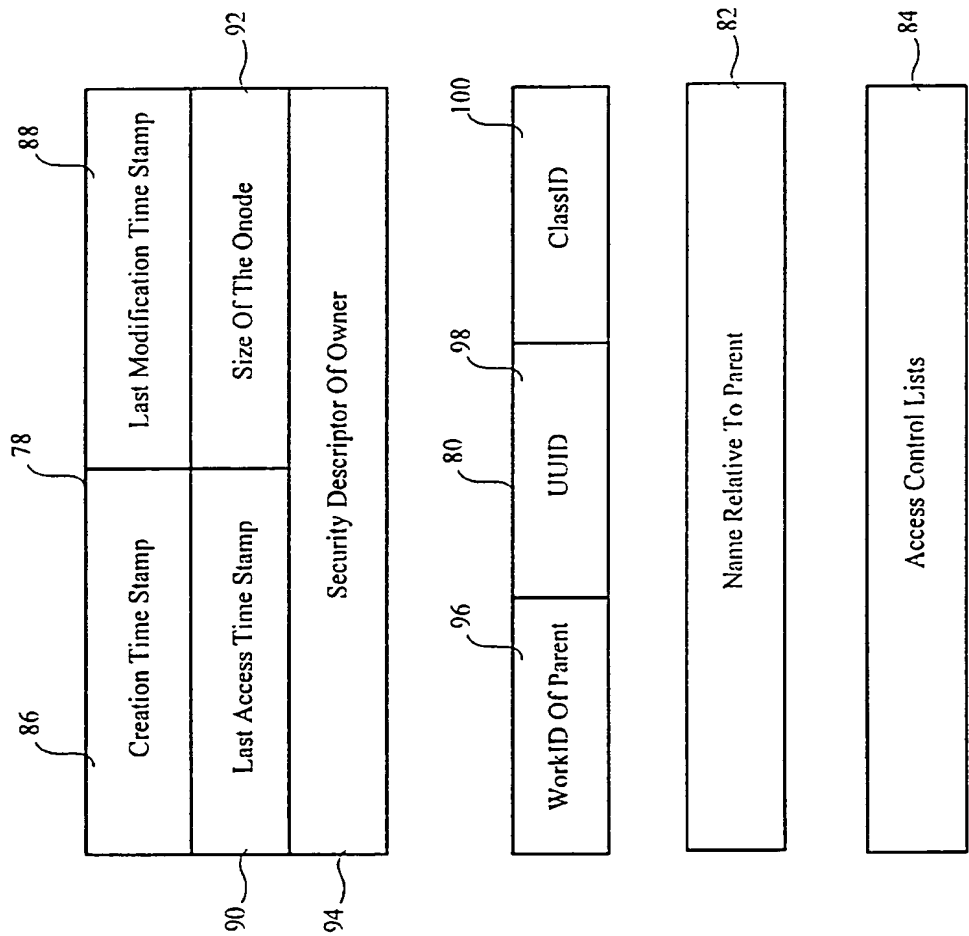 78
86
Creation Time Stamp
Last Modification Time Stamp
88
90
Last Access Time Stamp
Size Of The Onode
92
94
Security Descriptor Of Owner
80
96
WorkID Of Parent
98
UUID
100
ClassID
Name Relative To Parent
82
Access Control Lists
84